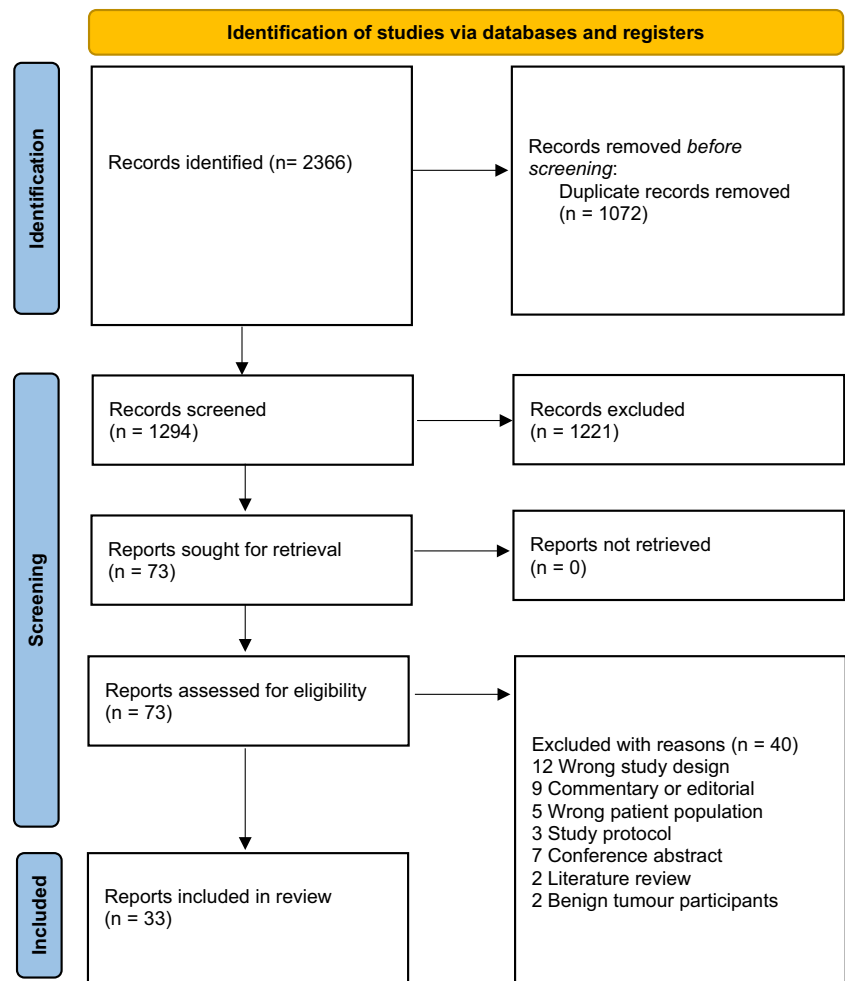 Identification of studies via databases and registers
Identification
Records identified (n= 2366)
Records removed before
screening:
Duplicate records removed
(n = 1072)
Screening
Records screened
(n = 1294)
Records excluded
(n = 1221)
Reports sought for retrieval
(n = 73)
Reports not retrieved
(n = 0)
Reports assessed for eligibility
(n = 73)
Excluded with reasons (n = 40)
12 Wrong study design
9 Commentary or editorial
5 Wrong patient population
3 Study protocol
7 Conference abstract
2 Literature review
2 Benign tumour participants
Included
Reports included in review
(n = 33)